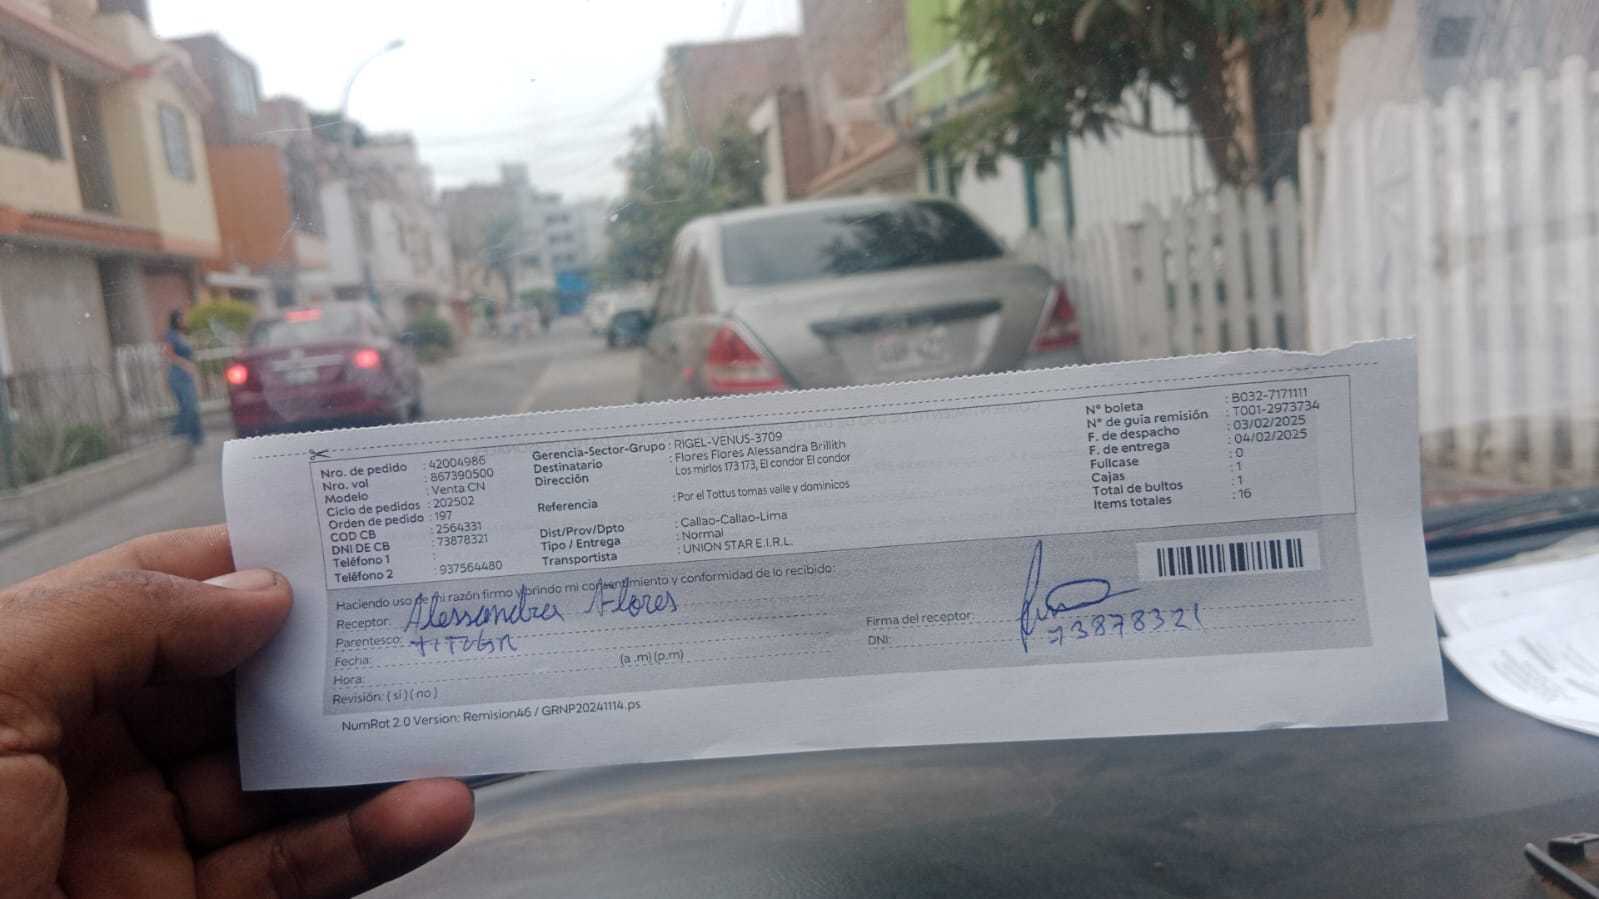 Nro. de pedido : 42004986
Nro. vol : 867390500
Modelo : Venta CN
Ciclo de pedidos : 202502
Orden de pedido : 197
COD CB : 2564331
DNI DE CB : 73878321
Teléfono 1 :
Teléfono 2 : 937564480
Gerencia-Sector-Grupo : RIGEL-VENUS-3709
Destinatario : Flores Flores Alessandra Brillith
Dirección Los mirlos 173 173, El condor El condor
Referencia : Por el Tottus tomas valle y dominicos
Dist/Prov/Dpto : Callao-Callao-Lima
Tipo / Entrega : Normal
Transportista : UNION STAR E.I.R.L.
N° boleta : B032-7171111
N° de guía remisión : T001-2973734
F. de despacho : 03/02/2025
F. de entrega : 04/02/2025
Fullcase : 0
Cajas : 1
Total de bultos : 1
Items totales : 16
Haciendo uso de mi razón firmo y brindo mi consentimiento y conformidad de lo recibido:
Receptor: Alessandra Flores
Parentesco:
Fecha:
Hora: (a .m) (p.m)
Revisión: ( si ) ( no )
Firma del receptor:
DNI: 73878321
NumRot 2.0 Version: Remision46 / GRNP20241114.ps